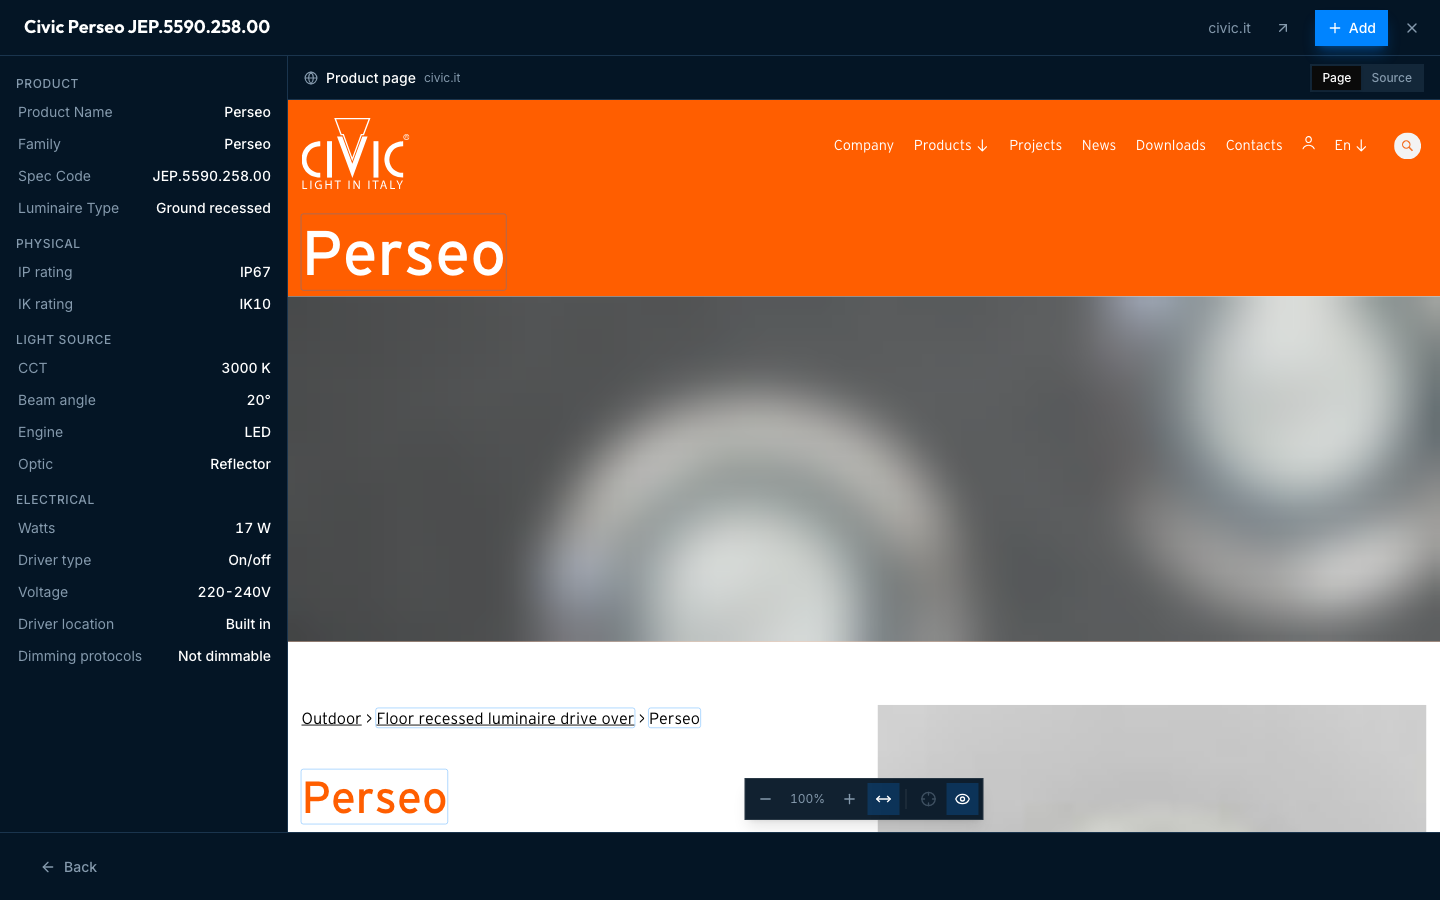 Civic Perseo JEP.5590.258.00
civic.it
Add
PRODUCT
Product Name Perseo
Family Perseo
Spec Code JEP.5590.258.00
Luminaire Type Ground recessed
PHYSICAL
IP rating IP67
IK rating IK10
LIGHT SOURCE
CCT 3000 K
Beam angle 20°
Engine LED
Optic Reflector
ELECTRICAL
Watts 17 W
Driver type On/off
Voltage 220-240V
Driver location Built in
Dimming protocols Not dimmable
Product page civic.it
Page Source
CIVIC®
LIGHT IN ITALY
Company Products ↓ Projects News Downloads Contacts En ↓
Perseo
Outdoor > Floor recessed luminaire drive over > Perseo
Perseo
100%
Back